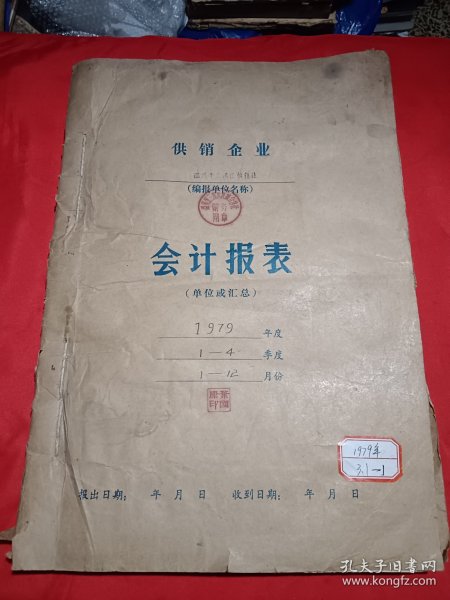 供销企业
(编报单位名称)
会计报表
(单位或汇总)
1979 年度
1—4 季度
1—12 月份
1979年
3.1—1
报出日期: 年 月 日 收到日期: 年 月 日
孔夫子旧书网
www.kongfz.com